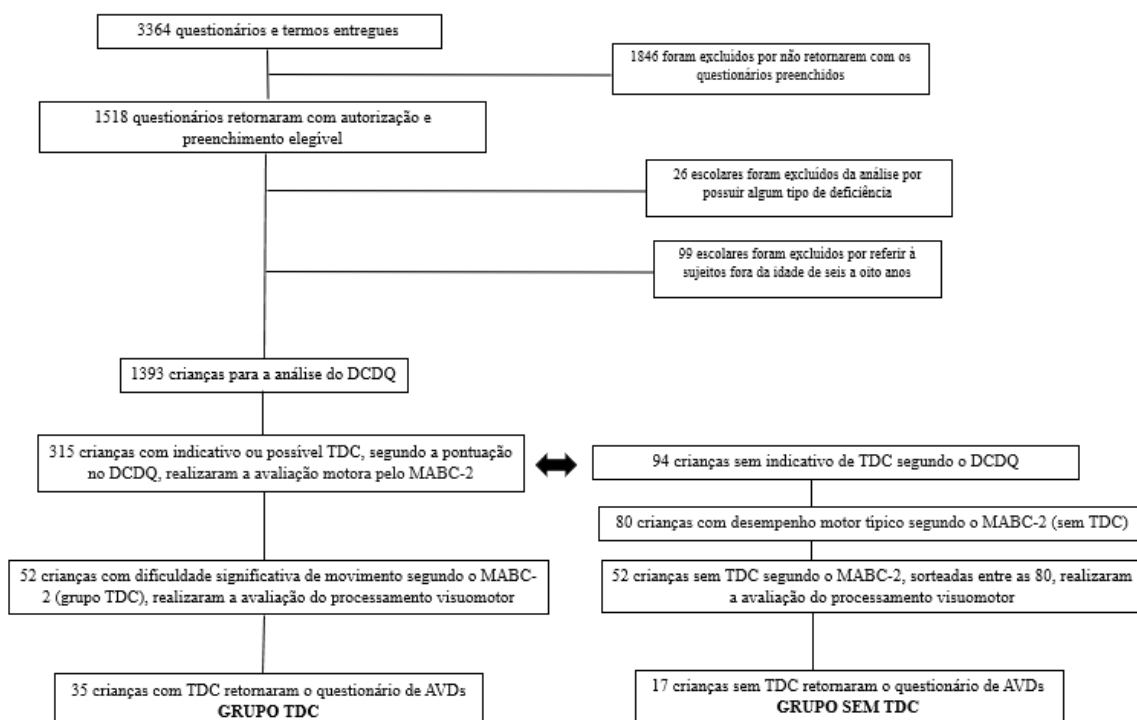 3364 questionários e termos entregues
1846 foram excluidos por não retornarem com os
questionários preenchidos
1518 questionários retornaram com autorização e
preenchimento elegível
26 escolares foram excluidos da análise por
possuir algum tipo de deficiência
99 escolares foram excluidos por referir à
sujeitos fora da idade de seis a oito anos
1393 crianças para a análise do DCDQ
315 crianças com indicativo ou possível TDC, segundo a pontuação
no DCDQ, realizaram a avaliação motora pelo MABC-2
94 crianças sem indicativo de TDC segundo o DCDQ
80 crianças com desempenho motor típico segundo o MABC-2 (sem TDC)
52 crianças com dificuldade significativa de movimento segundo o MABC-
2 (grupo TDC), realizaram a avaliação do processamento visuomotor
52 crianças sem TDC segundo o MABC-2, sorteadas entre as 80, realizaram
a avaliação do processamento visuomotor
35 crianças com TDC retornaram o questionário de AVDs
GRUPO TDC
17 crianças sem TDC retornaram o questionário de AVDs
GRUPO SEM TDC